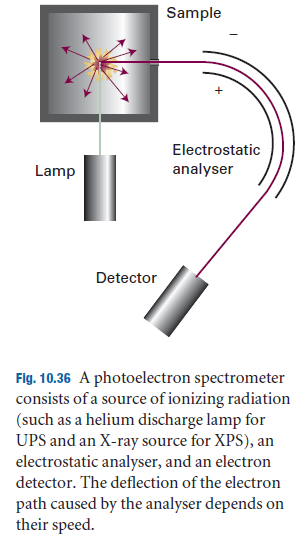 Sample
−
+
Electrostatic
analyser
Lamp
Detector
Fig. 10.36 A photoelectron spectrometer
consists of a source of ionizing radiation
(such as a helium discharge lamp for
UPS and an X-ray source for XPS), an
electrostatic analyser, and an electron
detector. The deflection of the electron
path caused by the analyser depends on
their speed.